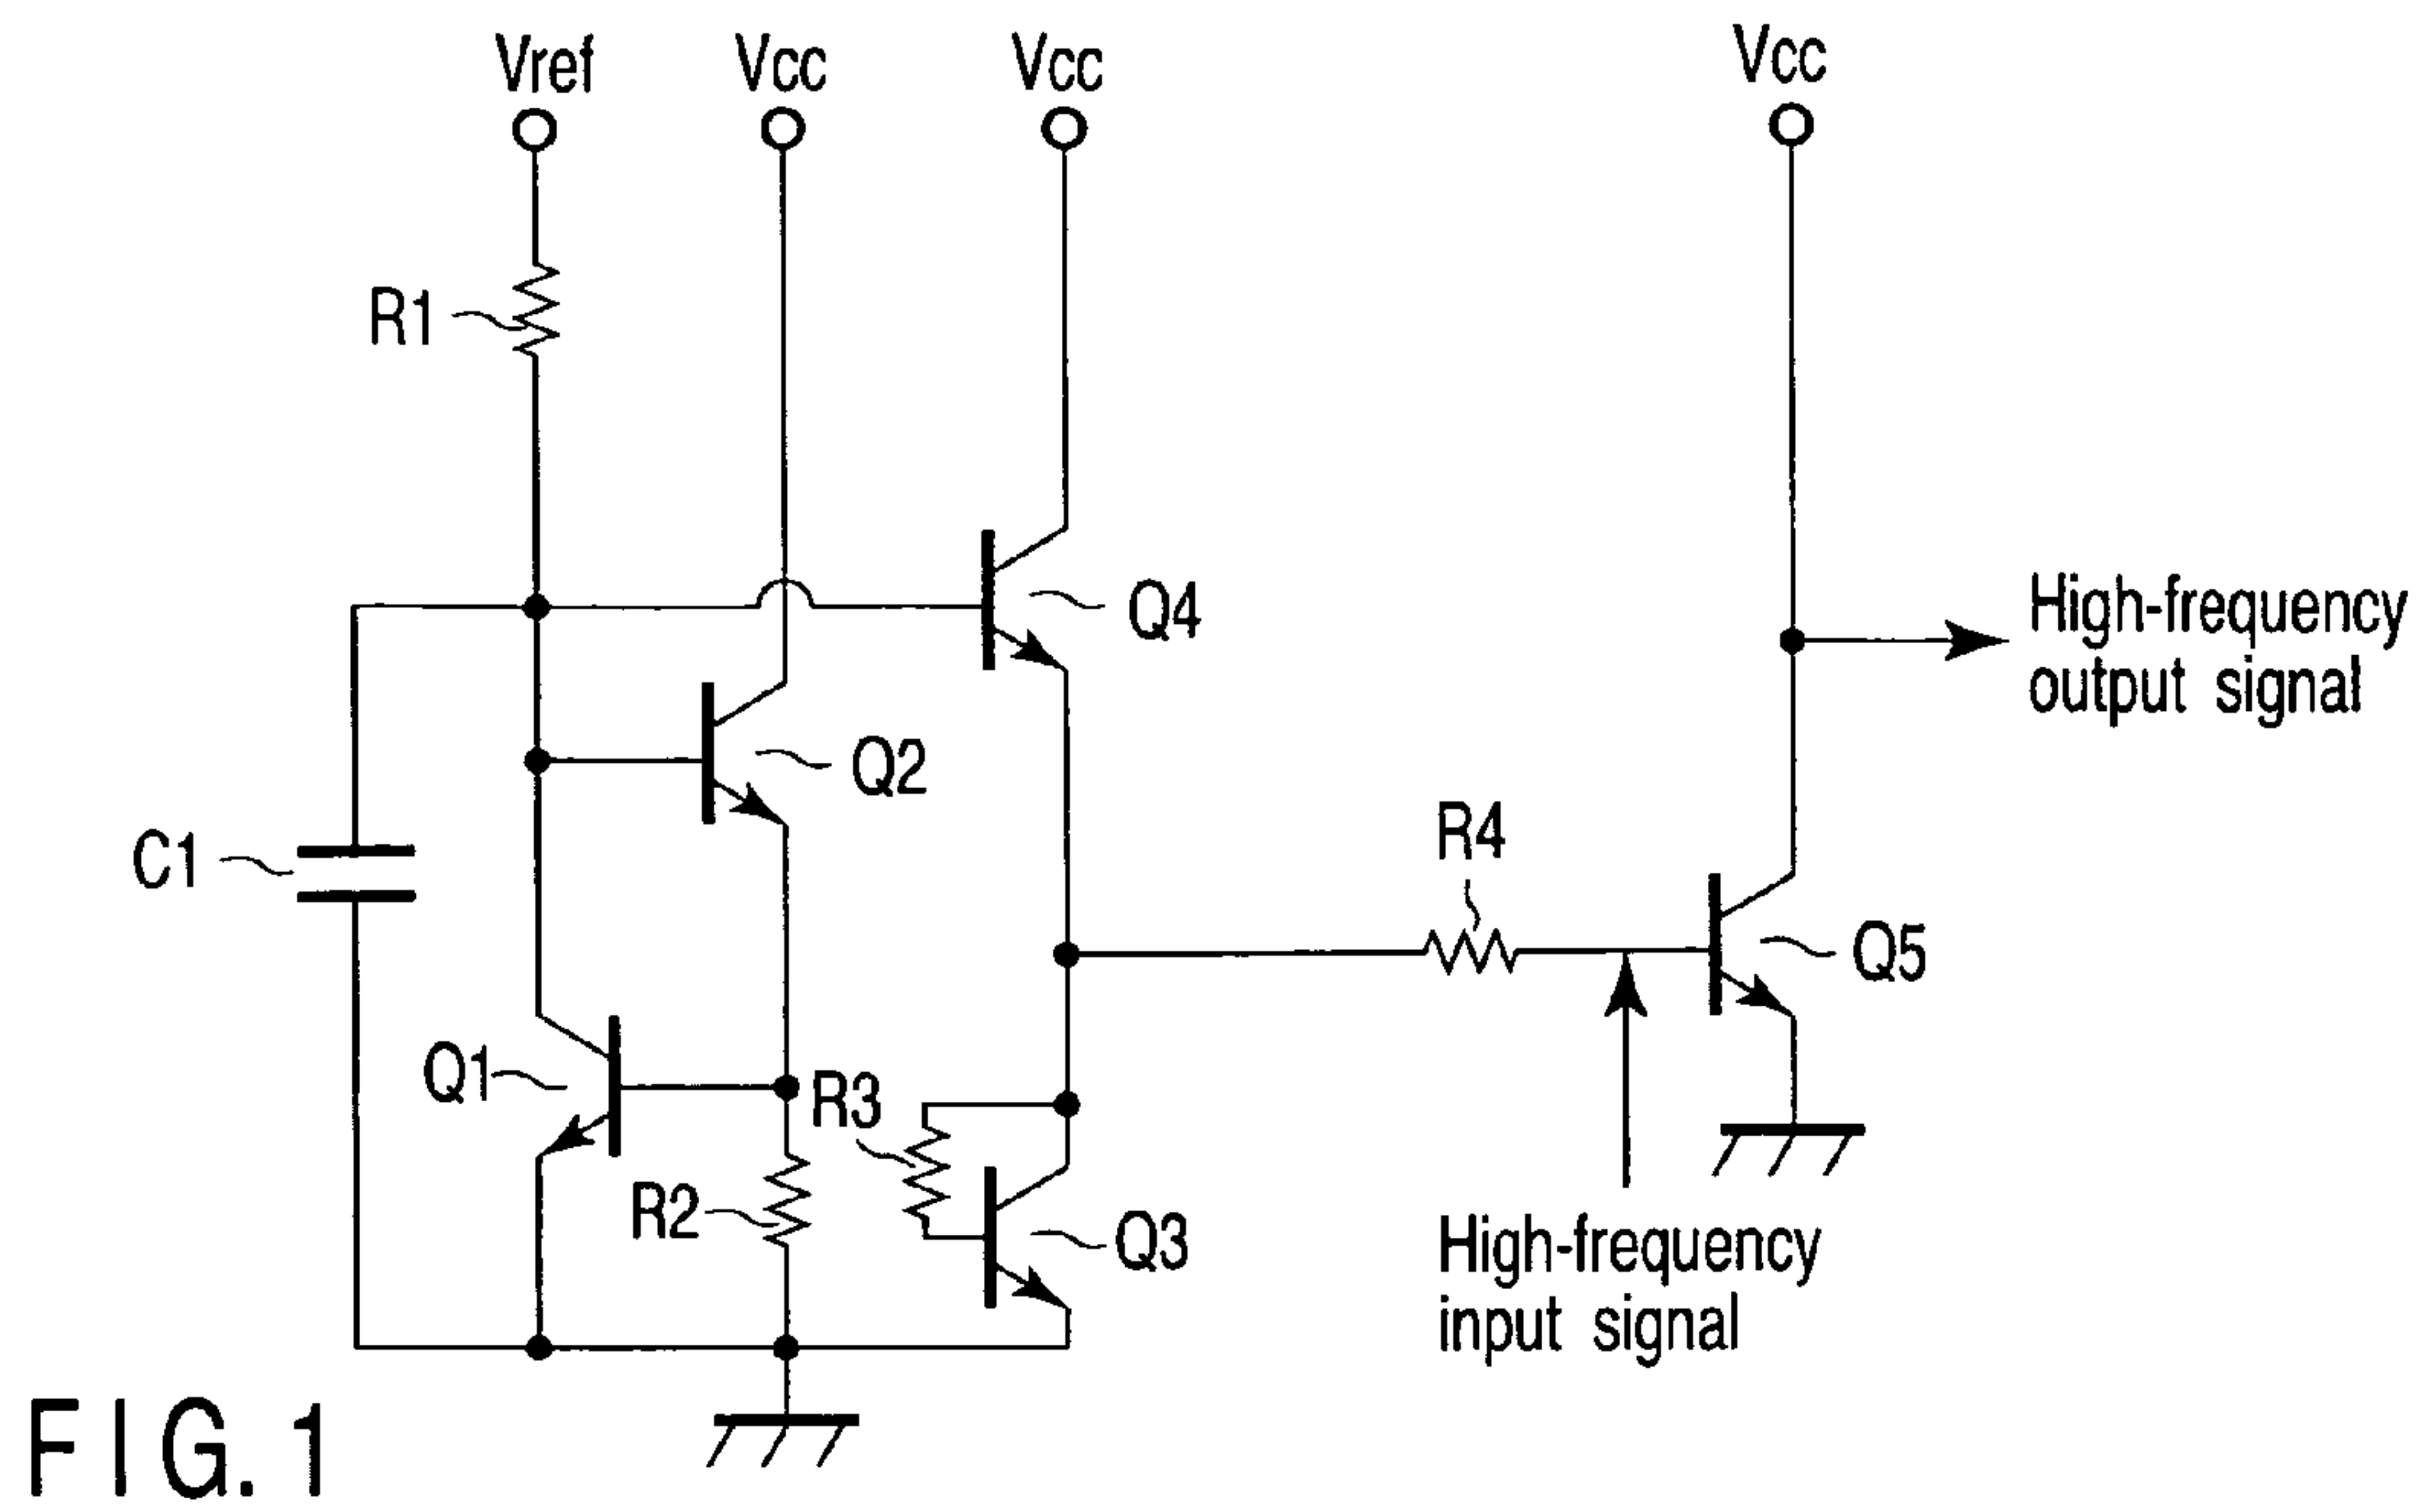 Vref
Vcc
Vcc
Vcc
R1
Q4
High-frequency
output signal
Q2
R4
C1
Q5
Q1
R3
R2
Q3
High-frequency
input signal
FIG. 1